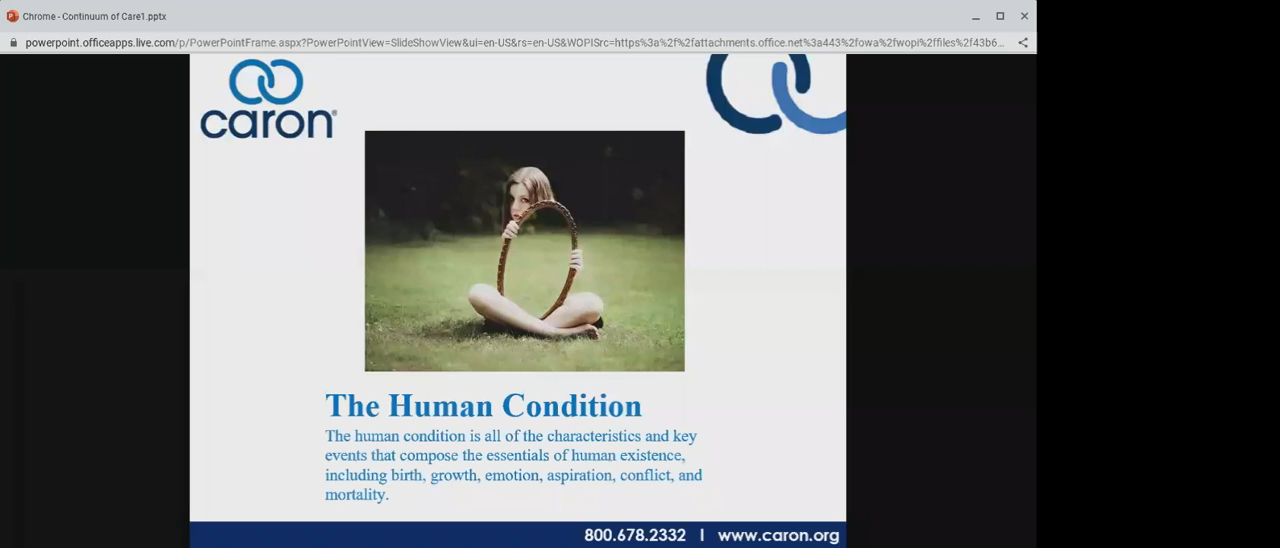 Chrome - Continuum of Care1.pptx
powerpoint.officeapps.live.com/p/PowerPointFrame.aspx?PowerPointView=SlideShowView&ui=en-US&rs=en-US&WOPISrc=https%3a%2f%2fattachments.office.net%3a443%2fowa%2fwopi%2ffiles%2f43b6...
caron®
The Human Condition
The human condition is all of the characteristics and key
events that compose the essentials of human existence,
including birth, growth, emotion, aspiration, conflict, and
mortality.
800.678.2332 | www.caron.org